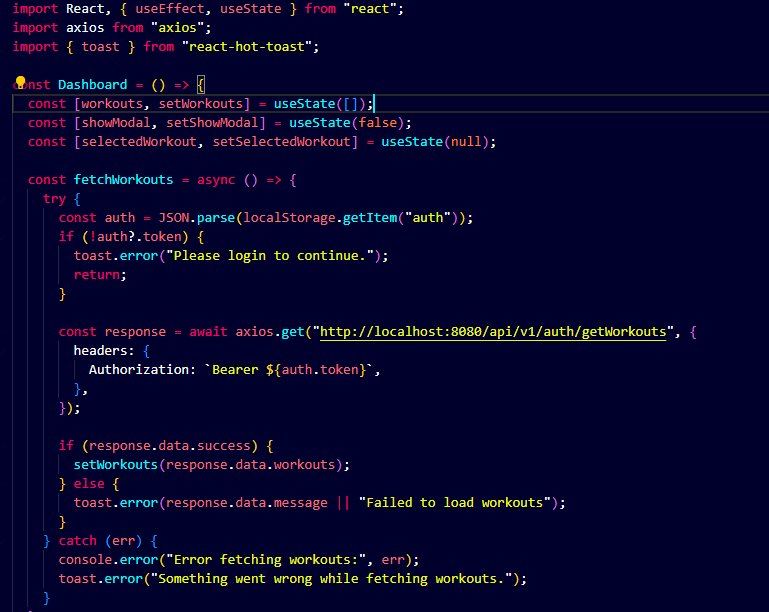 import React, { useEffect, useState } from "react";
import axios from "axios";
import { toast } from "react-hot-toast";
const Dashboard = () => {
const [workouts, setWorkouts] = useState([]);
const [showModal, setShowModal] = useState(false);
const [selectedWorkout, setSelectedWorkout] = useState(null);
const fetchWorkouts = async () => {
try {
const auth = JSON.parse(localStorage.getItem("auth"));
if (!auth?.token) {
toast.error("Please login to continue.");
return;
}
const response = await axios.get("http://localhost:8080/api/v1/auth/getWorkouts", {
headers: {
Authorization: `Bearer ${auth.token}`,
},
});
if (response.data.success) {
setWorkouts(response.data.workouts);
} else {
toast.error(response.data.message || "Failed to load workouts");
}
} catch (err) {
console.error("Error fetching workouts:", err);
toast.error("Something went wrong while fetching workouts.");
}